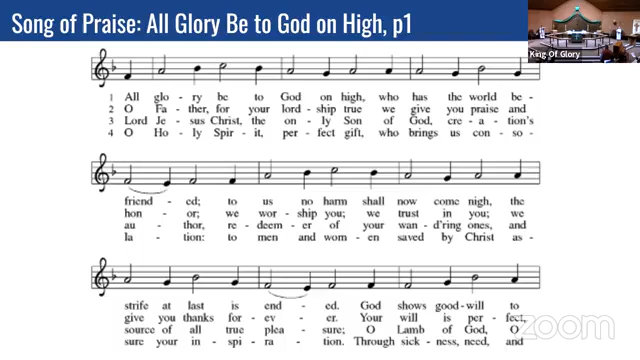 Song of Praise: All Glory Be to God on High, p1
King Of Glory
1 All glo - ry be to God on high, who has the world be -
2 O Fa - ther, for your lord - ship true we give you praise and
3 Lord Je - sus Christ, the on - ly Son of God, cre - a - tion's
4 O Ho - ly Spir - it, per - fect gift, who brings us con - so -
friend - ed; to us no harm shall now come nigh, the
hon - or; we wor - ship you; we trust in you; we
au - thor, re - deem - er of your wan - d'ring ones, and
la - tion: to men and wom - en saved by Christ as -
strife at last is end - ed. God shows good - will to
give you thanks for - ev - er. Your will is per - fect,
source of all true plea - sure; O Lamb of God, O
sure your in - spi - ra - tion. Through sick - ness, need, and
zoom